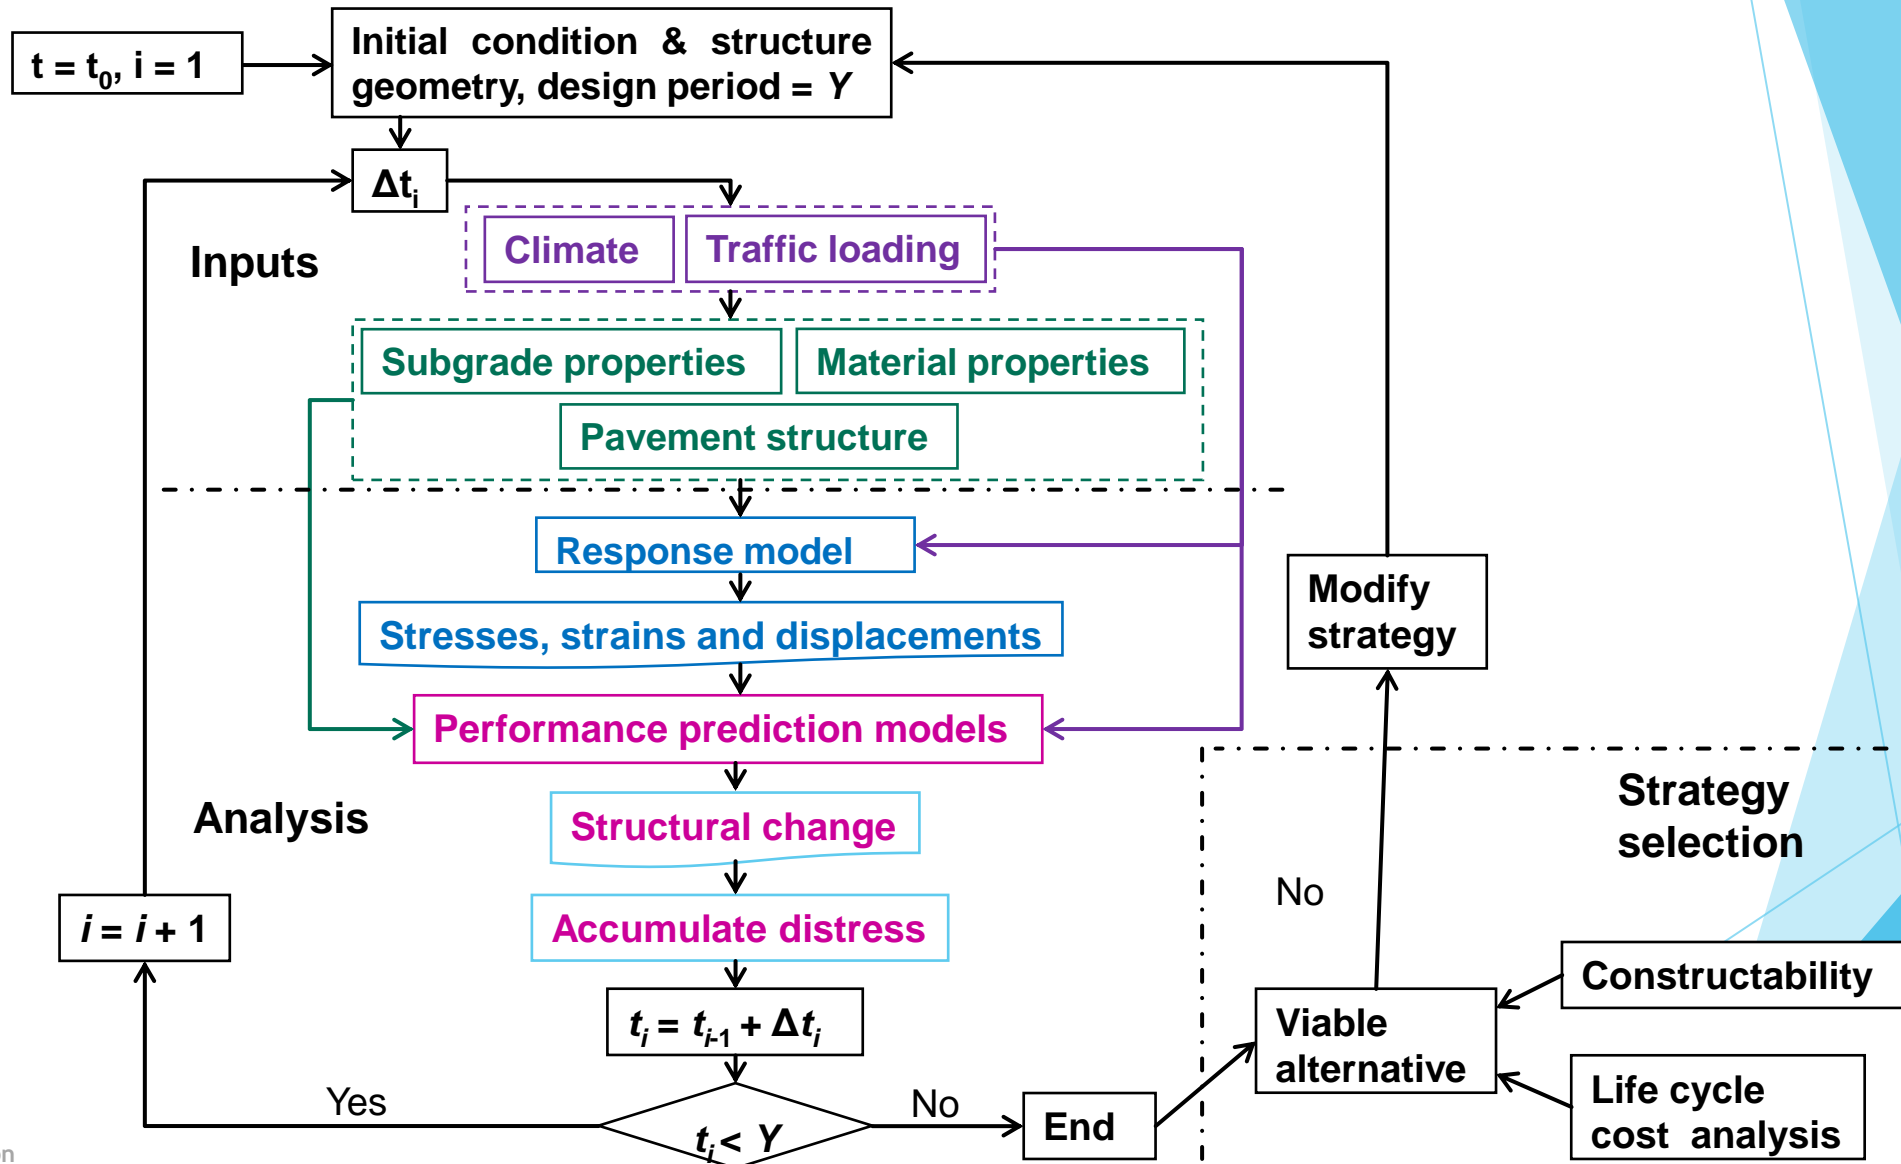 t = t₀, i = 1
Initial condition & structure
geometry, design period = Y
Δtᵢ
Inputs
Climate
Traffic loading
Subgrade properties
Material properties
Pavement structure
Response model
Stresses, strains and displacements
Performance prediction models
Analysis
Structural change
Accumulate distress
i = i + 1
tᵢ = tᵢ₋₁ + Δtᵢ
Yes
tᵢ < Y
No
End
Modify
strategy
Strategy
selection
No
Viable
alternative
Constructability
Life cycle
cost analysis